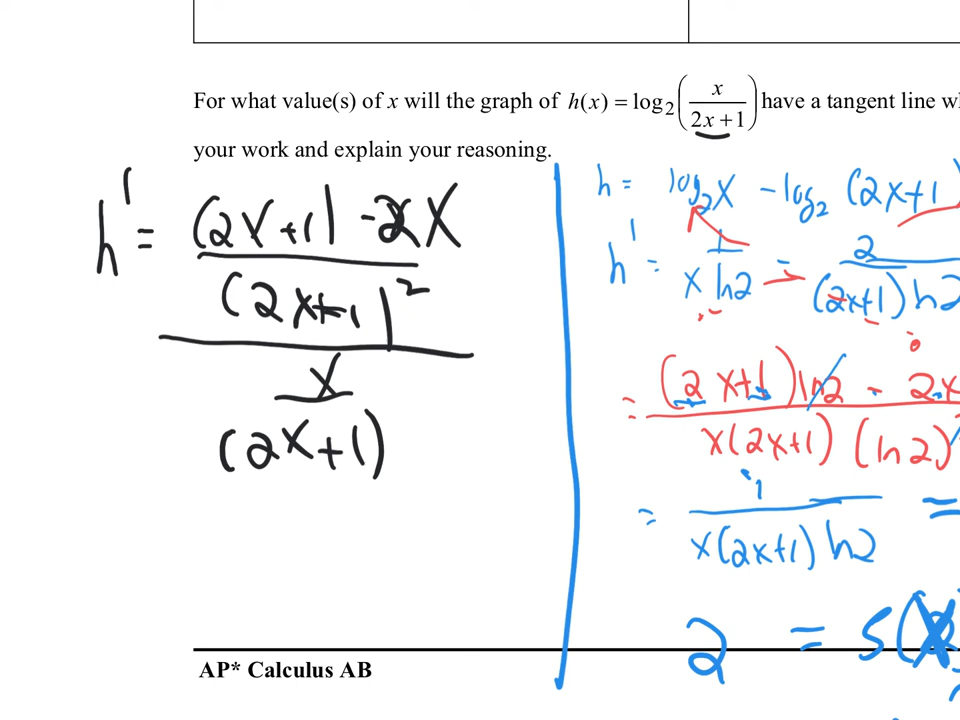 For what value(s) of x will the graph of h(x) = log₂(x/(2x+1)) have a tangent line
your work and explain your reasoning.
h' = (2x+1) - 2x
(2x+1)²
x
(2x+1)
h = log₂x - log₂(2x+1)
h' = 1/(x ln2) - 2/((2x+1) ln2)
= ((2x+1)ln2 - 2x
x(2x+1)(ln2)
= 1/(x(2x+1) ln2) =
2 = 5(
AP* Calculus AB